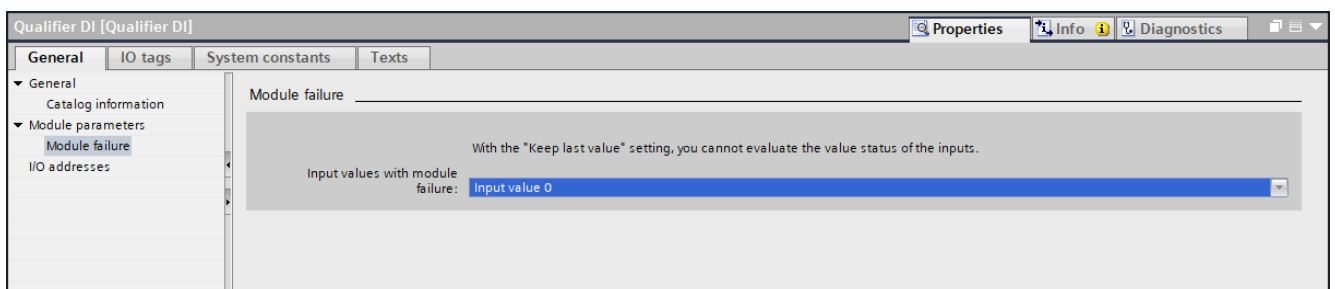 Qualifier DI [Qualifier DI]
Properties
Info
Diagnostics
General
IO tags
System constants
Texts
General
Catalog information
Module parameters
Module failure
I/O addresses
Module failure
With the "Keep last value" setting, you cannot evaluate the value status of the inputs.
Input values with module
failure:
Input value 0